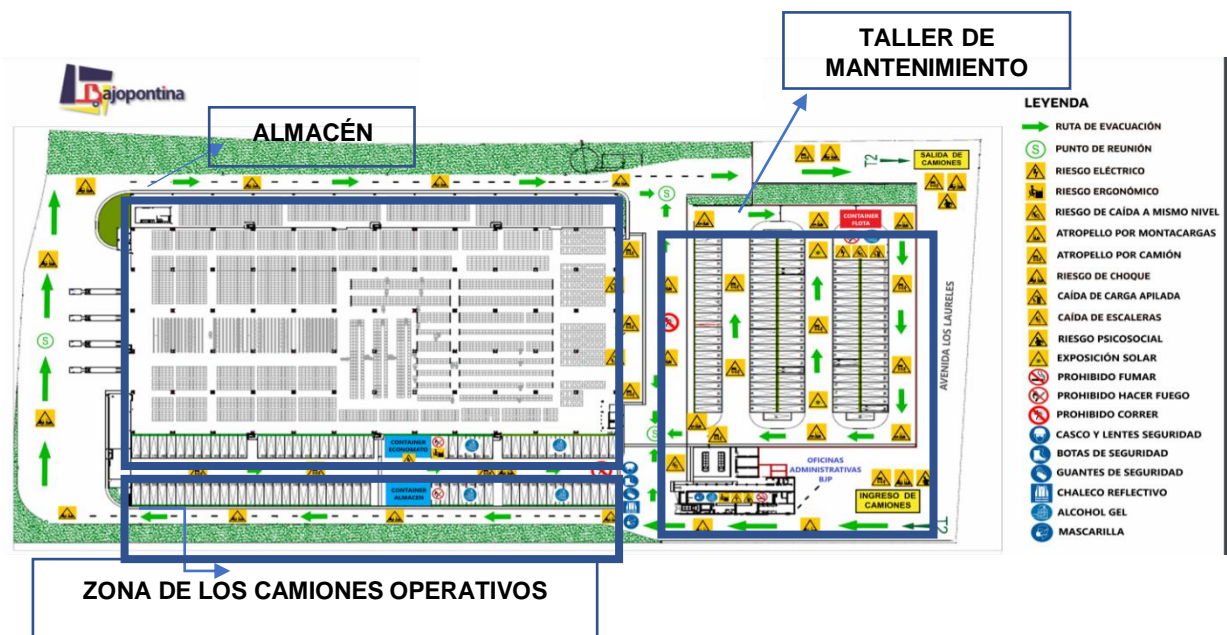 TALLER DE
MANTENIMIENTO
Bajopontina
ALMACÉN
LEYENDA
RUTA DE EVACUACIÓN
S
PUNTO DE REUNIÓN
RIESGO ELÉCTRICO
RIESGO ERGONÓMICO
RIESGO DE CAÍDA A MISMO NIVEL
ATROPELLO POR MONTACARGAS
ATROPELLO POR CAMIÓN
RIESGO DE CHOQUE
CAÍDA DE CARGA APILADA
CAÍDA DE ESCALERAS
RIESGO PSICOSOCIAL
EXPOSICIÓN SOLAR
PROHIBIDO FUMAR
PROHIBIDO HACER FUEGO
PROHIBIDO CORRER
CASCO Y LENTES SEGURIDAD
BOTAS DE SEGURIDAD
GUANTES DE SEGURIDAD
CHALECO REFLECTIVO
ALCOHOL GEL
MASCARILLA
T2
SALIDA DE
CAMIONES
S
CONTAINER
FLOTA
AVENIDA LOS LAURELES
S
S
CONTAINER
ECONOMATO
CONTAINER
ALMACEN
OFICINAS
ADMINISTRATIVAS
BJP
INGRESO DE
CAMIONES
T2
ZONA DE LOS CAMIONES OPERATIVOS